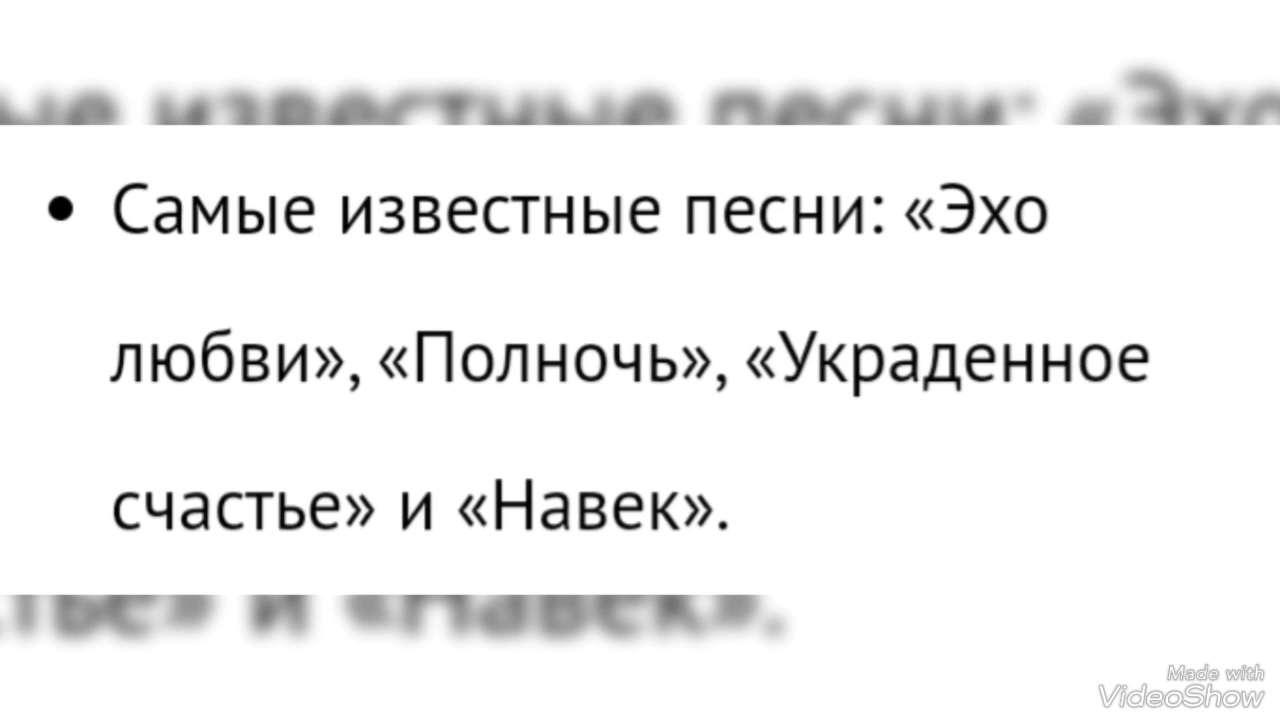 • Самые известные песни: «Эхо
любви», «Полночь», «Украденное
счастье» и «Навек».
Made with
VideoShow